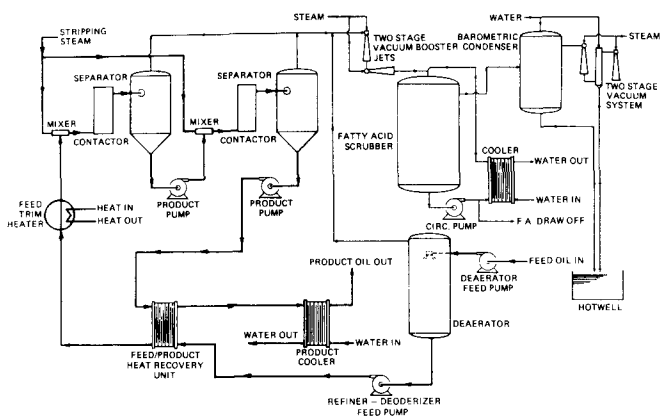 STRIPPING
STEAM
SEPARATOR
MIXER
CONTACTOR
PRODUCT
PUMP
SEPARATOR
MIXER
CONTACTOR
PRODUCT
PUMP
STEAM
TWO STAGE
VACUUM BOOSTER
JETS
WATER
BAROMETRIC
CONDENSER
STEAM
TWO STAGE
VACUUM
SYSTEM
FATTY ACID
SCRUBBER
COOLER
WATER OUT
WATER IN
CIRC. PUMP
F.A. DRAW OFF
FEED
TRIM
HEATER
HEAT IN
HEAT OUT
PRODUCT OIL OUT
FEED OIL IN
DEAERATOR
FEED PUMP
HOTWELL
DEAERATOR
WATER OUT
WATER IN
PRODUCT
COOLER
FEED/PRODUCT
HEAT RECOVERY
UNIT
REFINER – DEODERIZER
FEED PUMP